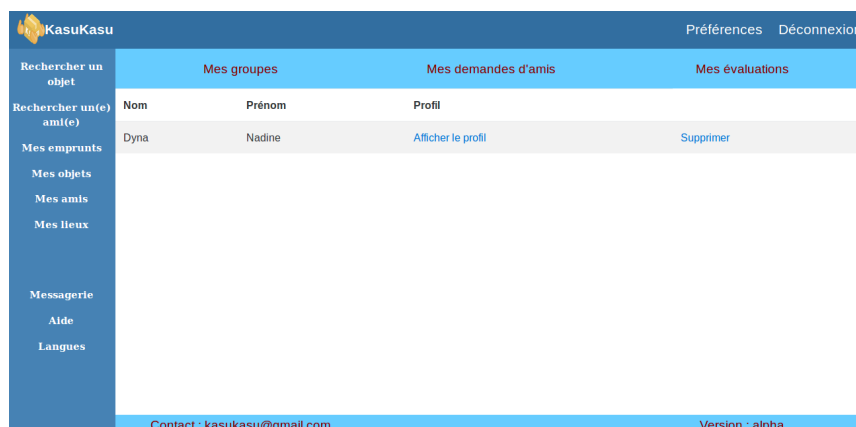 KasuKasu
Préférences Déconnexion
Rechercher un
objet
Rechercher un(e)
ami(e)
Mes emprunts
Mes objets
Mes amis
Mes lieux
Messagerie
Aide
Langues
Mes groupes Mes demandes d'amis Mes évaluations
Nom Prénom Profil
Dyna Nadine Afficher le profil Supprimer
Contact : kasukasu@gmail.com Version : alpha